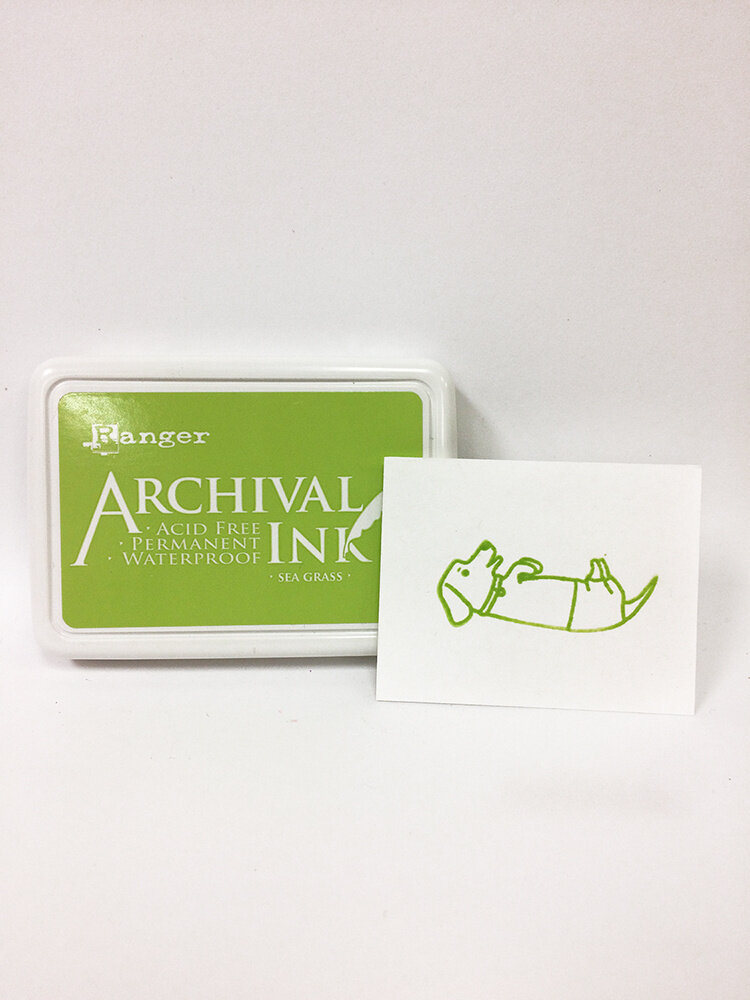 Ranger
ARCHIVAL
· ACID FREE
· PERMANENT
· WATERPROOF
INK
· SEA GRASS ·